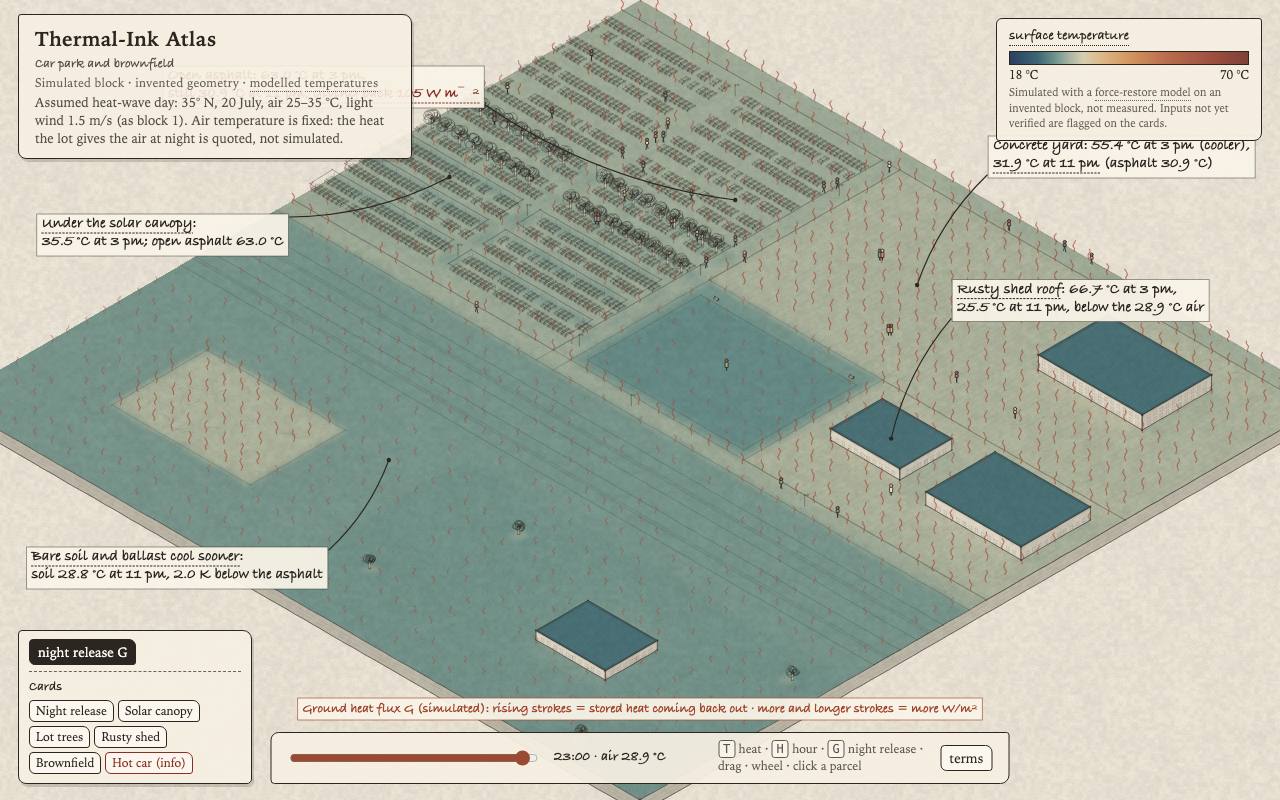 Thermal-Ink Atlas
Car park and brownfield
Simulated block · invented geometry · modelled temperatures
Assumed heat-wave day: 35° N, 20 July, air 25–35 °C, light
wind 1.5 m/s (as block 1). Air temperature is fixed: the heat
the lot gives the air at night is quoted, not simulated.
W m⁻²
surface temperature
18 °C
70 °C
Simulated with a force-restore model on an
invented block, not measured. Inputs not yet
verified are flagged on the cards.
Concrete yard: 55.4 °C at 3 pm (cooler),
31.9 °C at 11 pm (asphalt 30.9 °C)
Under the solar canopy:
35.5 °C at 3 pm; open asphalt 63.0 °C
Rusty shed roof: 66.7 °C at 3 pm,
25.5 °C at 11 pm, below the 28.9 °C air
Bare soil and ballast cool sooner:
soil 28.8 °C at 11 pm, 2.0 K below the asphalt
night release G
Cards
Night release
Solar canopy
Lot trees
Rusty shed
Brownfield
Hot car (info)
Ground heat flux G (simulated): rising strokes = stored heat coming back out · more and longer strokes = more W/m²
23:00 · air 28.9 °C
T heat · H hour · G night release ·
drag · wheel · click a parcel
terms